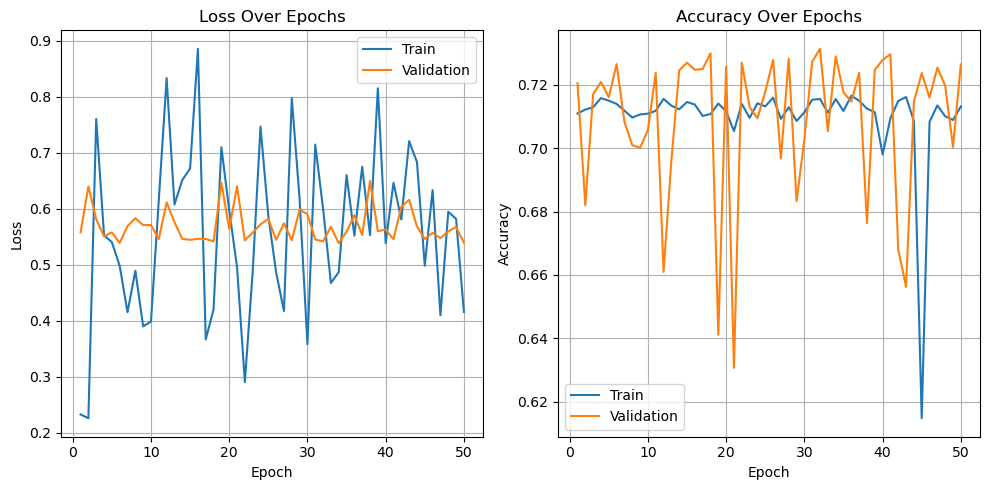 Loss Over Epochs
0.9
0.8
0.7
0.6
0.5
0.4
0.3
0.2
Loss
0 10 20 30 40 50
Epoch
Train
Validation
Accuracy Over Epochs
0.72
0.70
0.68
0.66
0.64
0.62
Accuracy
0 10 20 30 40 50
Epoch
Train
Validation